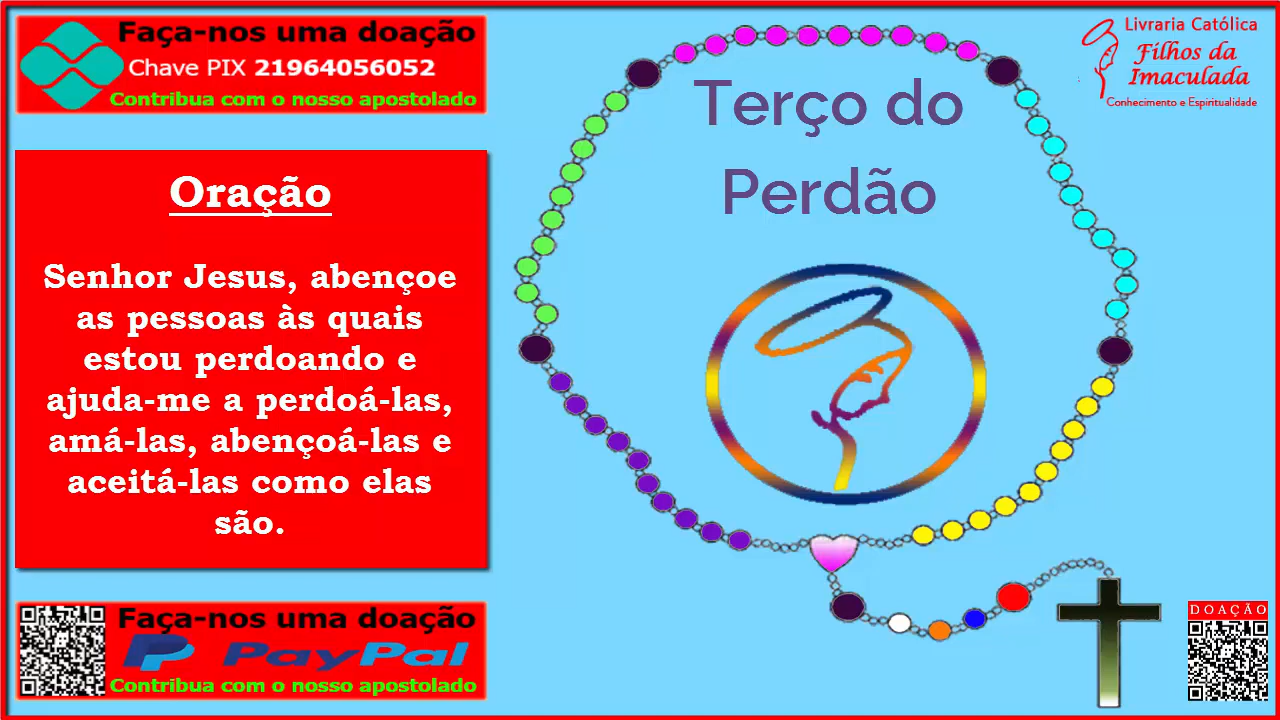 Faça-nos uma doação
Chave PIX 21964056052
Contribua com o nosso apostolado
Livraria Católica
Filhos da
Imaculada
Conhecimento e Espiritualidade
Terço do
Perdão
Oração
Senhor Jesus, abençoe
as pessoas às quais
estou perdoando e
ajuda-me a perdoá-las,
amá-las, abençoá-las e
aceitá-las como elas
são.
Faça-nos uma doação
PayPal
Contribua com o nosso apostolado
DOAÇÃO